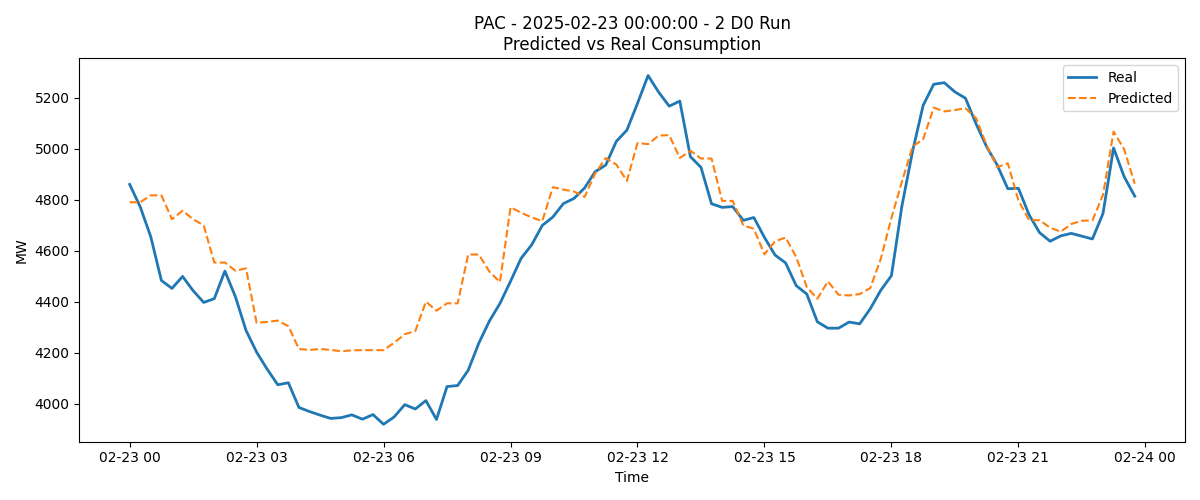 PAC - 2025-02-23 00:00:00 - 2 D0 Run
Predicted vs Real Consumption
Real
Predicted
MW
5200
5000
4800
4600
4400
4200
4000
02-23 00
02-23 03
02-23 06
02-23 09
02-23 12
02-23 15
02-23 18
02-23 21
02-24 00
Time